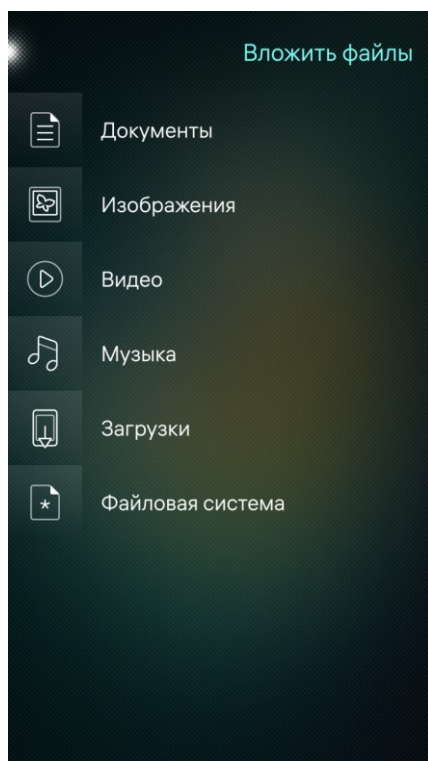 Вложить файлы
Документы
Изображения
Видео
Музыка
Загрузки
Файловая система